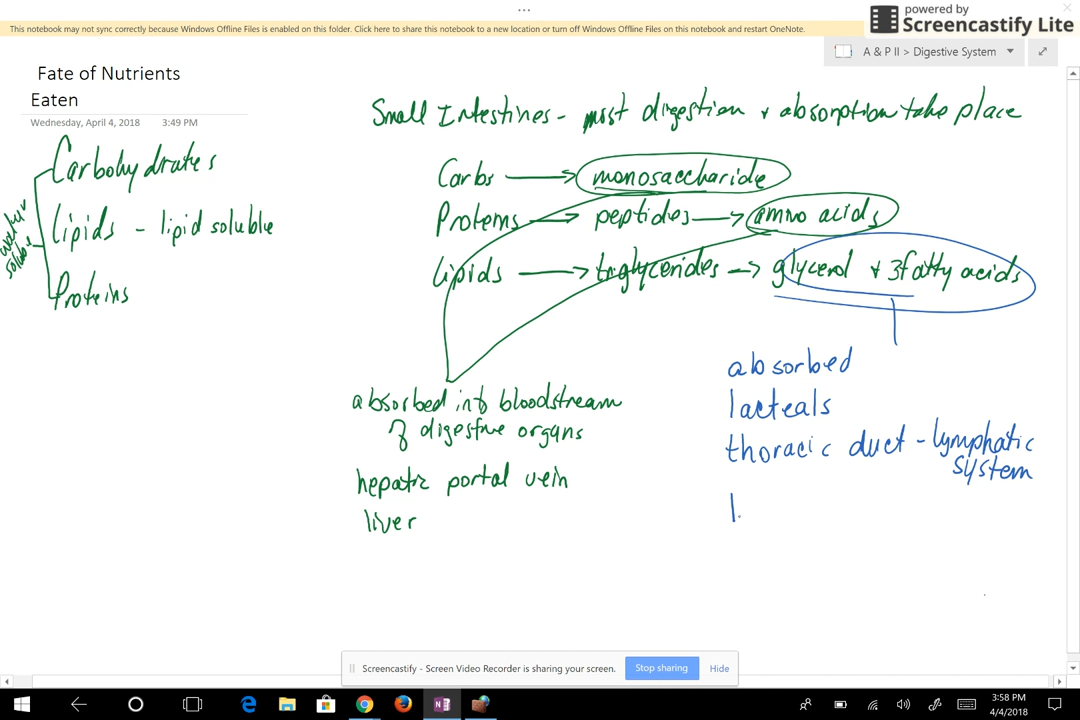 ...
powered by
Screencastify Lite
This notebook may not sync correctly because Windows Offline Files is enabled on this folder. Click here to share this notebook to a new location or turn off Windows Offline Files on this notebook and restart OneNote.
A & P II > Digestive System
Fate of Nutrients
Eaten
Wednesday, April 4, 2018 3:49 PM
Small Intestines - most digestion + absorption take place
Carbohydrates
Lipids - lipid soluble
Proteins
water
soluble
Carbs → monosaccharide
Proteins → peptides → amino acids
Lipids → triglycerides → glycerol + 3 fatty acids
absorbed into bloodstream
of digestive organs
hepatic portal vein
liver
absorbed
lacteals
thoracic duct - lymphatic
system
Screencastify - Screen Video Recorder is sharing your screen.
Stop sharing
Hide
3:58 PM
4/4/2018